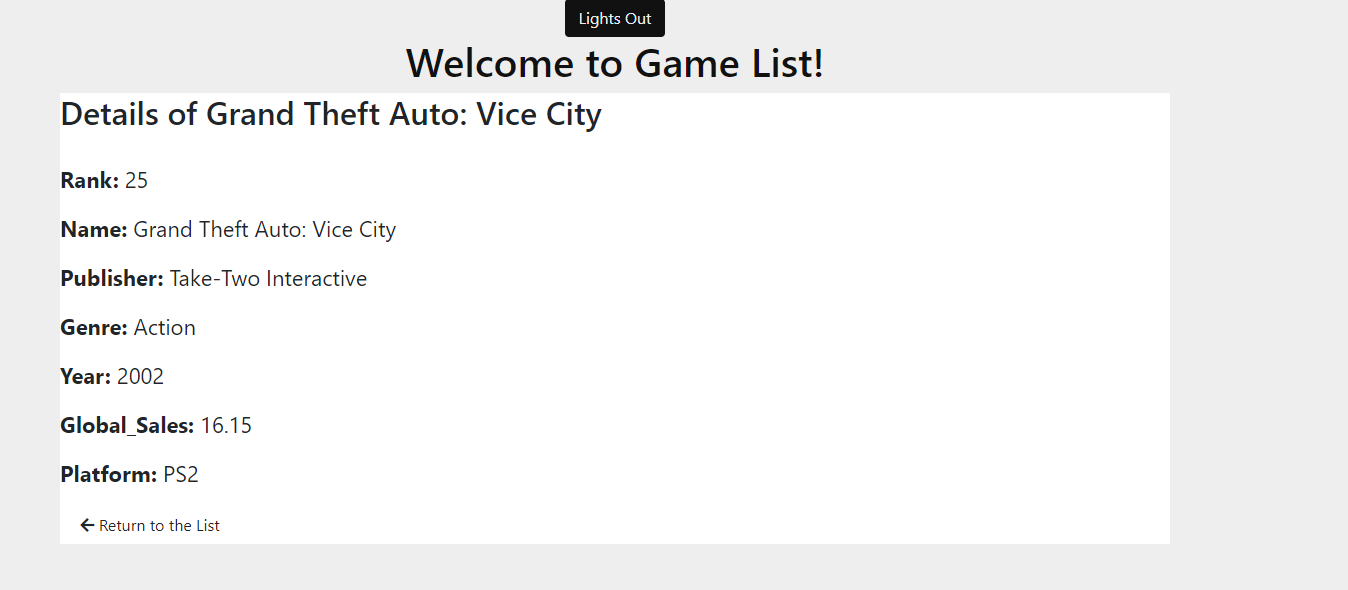 Lights Out
Welcome to Game List!
Details of Grand Theft Auto: Vice City
Rank: 25
Name: Grand Theft Auto: Vice City
Publisher: Take-Two Interactive
Genre: Action
Year: 2002
Global_Sales: 16.15
Platform: PS2
Return to the List